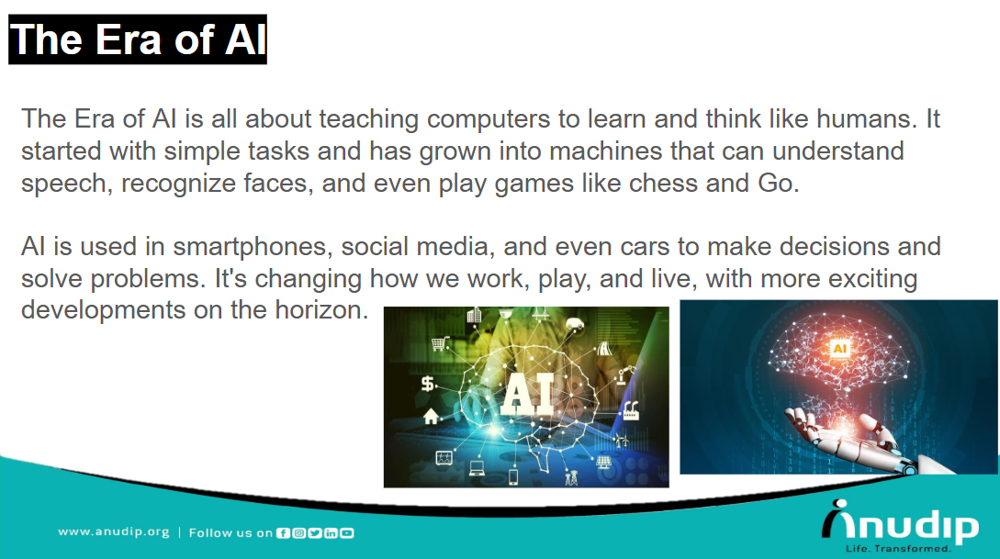 The Era of AI
The Era of AI is all about teaching computers to learn and think like humans. It
started with simple tasks and has grown into machines that can understand
speech, recognize faces, and even play games like chess and Go.
AI is used in smartphones, social media, and even cars to make decisions and
solve problems. It's changing how we work, play, and live, with more exciting
developments on the horizon.
AI
AI
www.anudip.org | Follow us on
anudip
Life. Transformed.